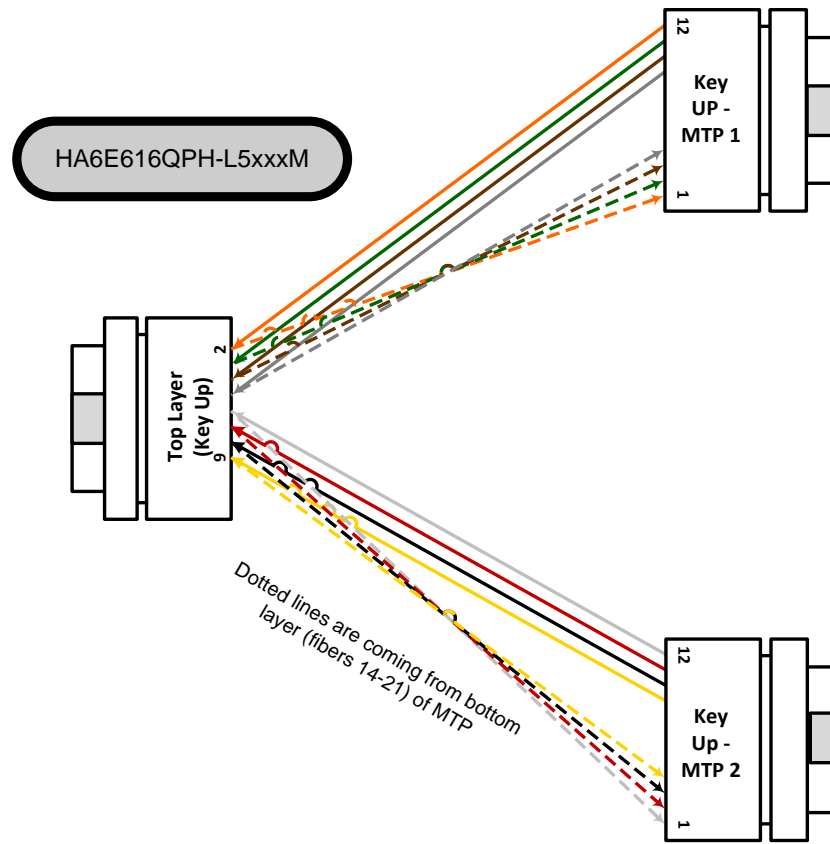 12
Key
UP -
MTP 1
1
HA6E616QPH-L5xxxM
2
Top Layer
(Key Up)
9
Dotted lines are coming from bottom
layer (fibers 14-21) of MTP
12
Key
Up -
MTP 2
1